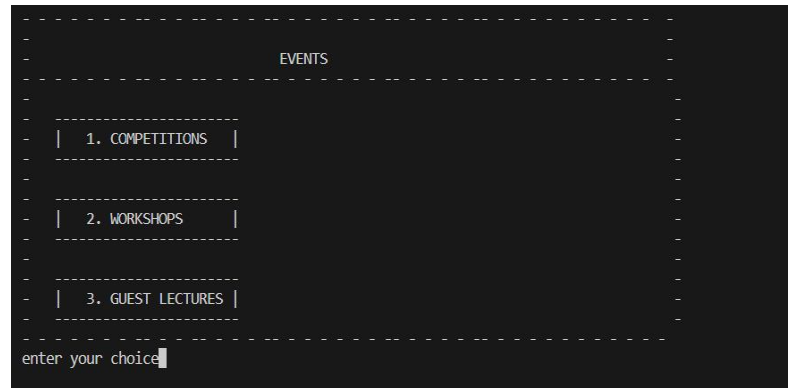 EVENTS
| 1. COMPETITIONS |
| 2. WORKSHOPS |
| 3. GUEST LECTURES |
enter your choice